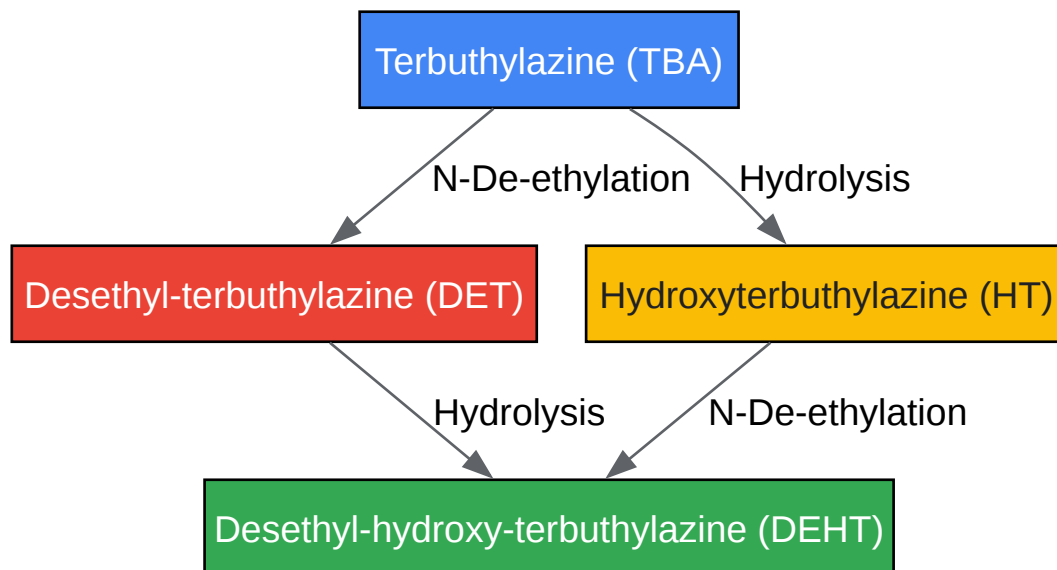 Terbuthylazine (TBA)
N-De-ethylation
Hydrolysis
Desethyl-terbuthylazine (DET)
Hydroxyterbuthylazine (HT)
Hydrolysis
N-De-ethylation
Desethyl-hydroxy-terbuthylazine (DEHT)